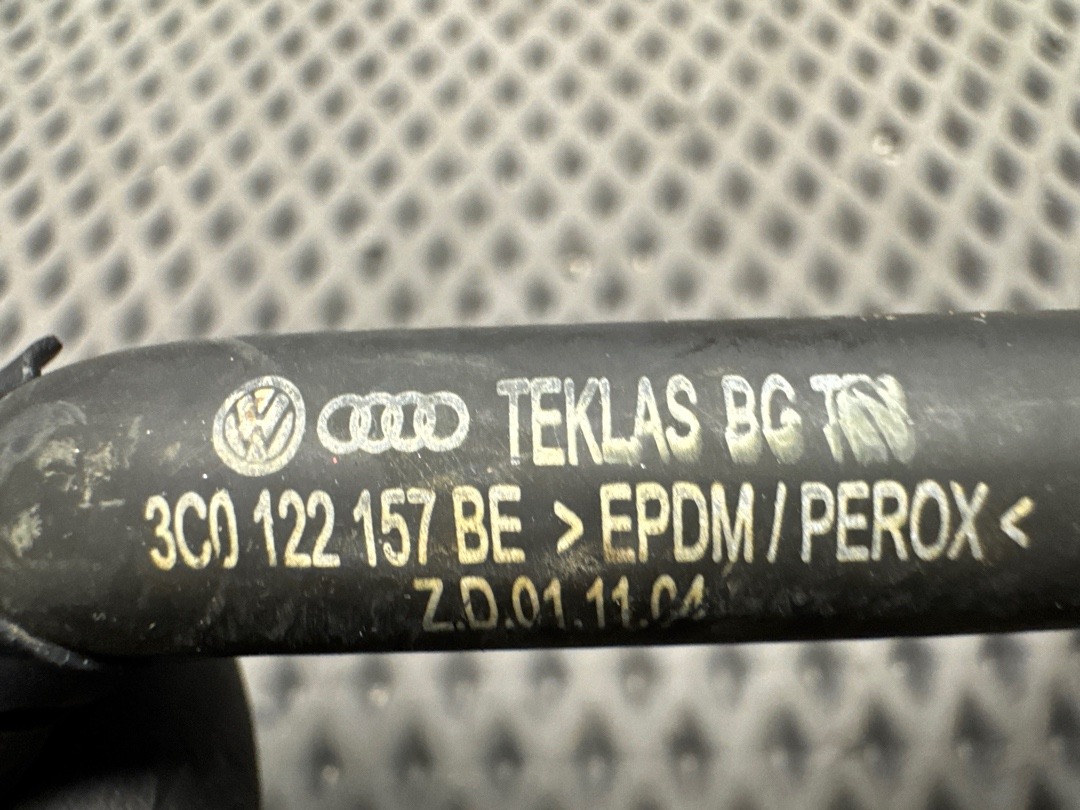 TEKLAS BG
3C0 122 157 BE >EPDM/PEROX<
Z.D.01.11.04